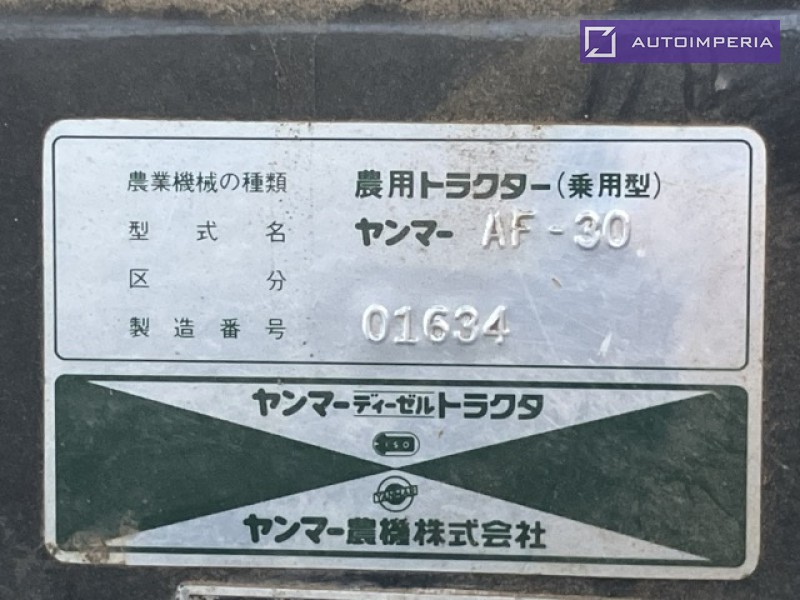 AUTOIMPERIA
農業機械の種類 農用トラクター(乗用型)
型式名 ヤンマー AF-30
区分
製造番号 01634
ヤンマーディーゼルトラクタ
ISO
YANMAR
ヤンマー農機株式会社